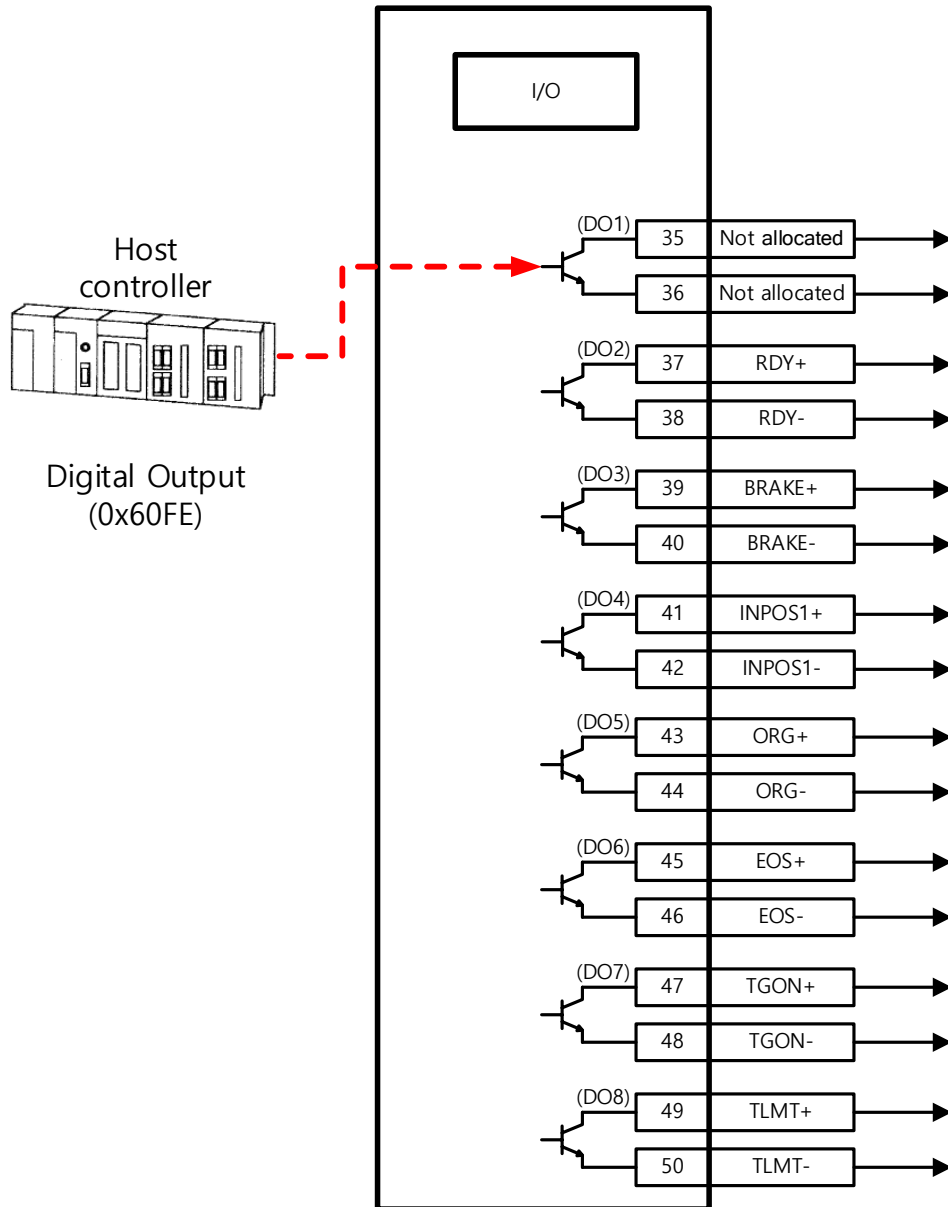 I/O
Host
controller
Digital Output
(0x60FE)
(DO1)
35 Not allocated
36 Not allocated
(DO2)
37 RDY+
38 RDY-
(DO3)
39 BRAKE+
40 BRAKE-
(DO4)
41 INPOS1+
42 INPOS1-
(DO5)
43 ORG+
44 ORG-
(DO6)
45 EOS+
46 EOS-
(DO7)
47 TGON+
48 TGON-
(DO8)
49 TLMT+
50 TLMT-